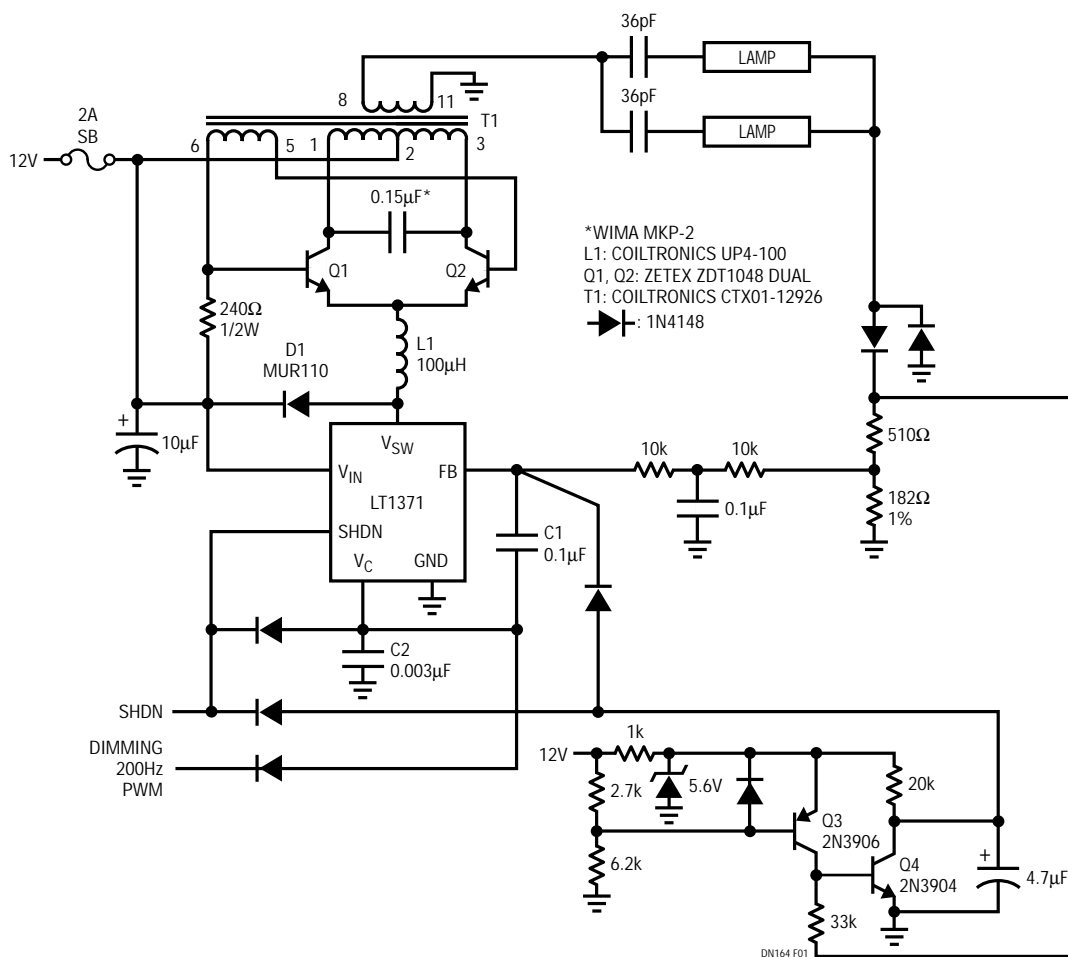 36pF
LAMP
8
11
36pF
LAMP
T1
2A
SB
12V
6
5
1
2
3
0.15µF*
Q1
Q2
*WIMA MKP-2
L1: COILTRONICS UP4-100
Q1, Q2: ZETEX ZDT1048 DUAL
T1: COILTRONICS CTX01-12926
: 1N4148
240Ω
1/2W
L1
100µH
D1
MUR110
+
10µF
VSW
VIN
FB
LT1371
SHDN
VC
GND
10k
10k
0.1µF
510Ω
182Ω
1%
C1
0.1µF
C2
0.003µF
SHDN
DIMMING
200Hz
PWM
12V
1k
2.7k
5.6V
20k
Q3
2N3906
6.2k
Q4
2N3904
+
4.7µF
33k
DN164 F01